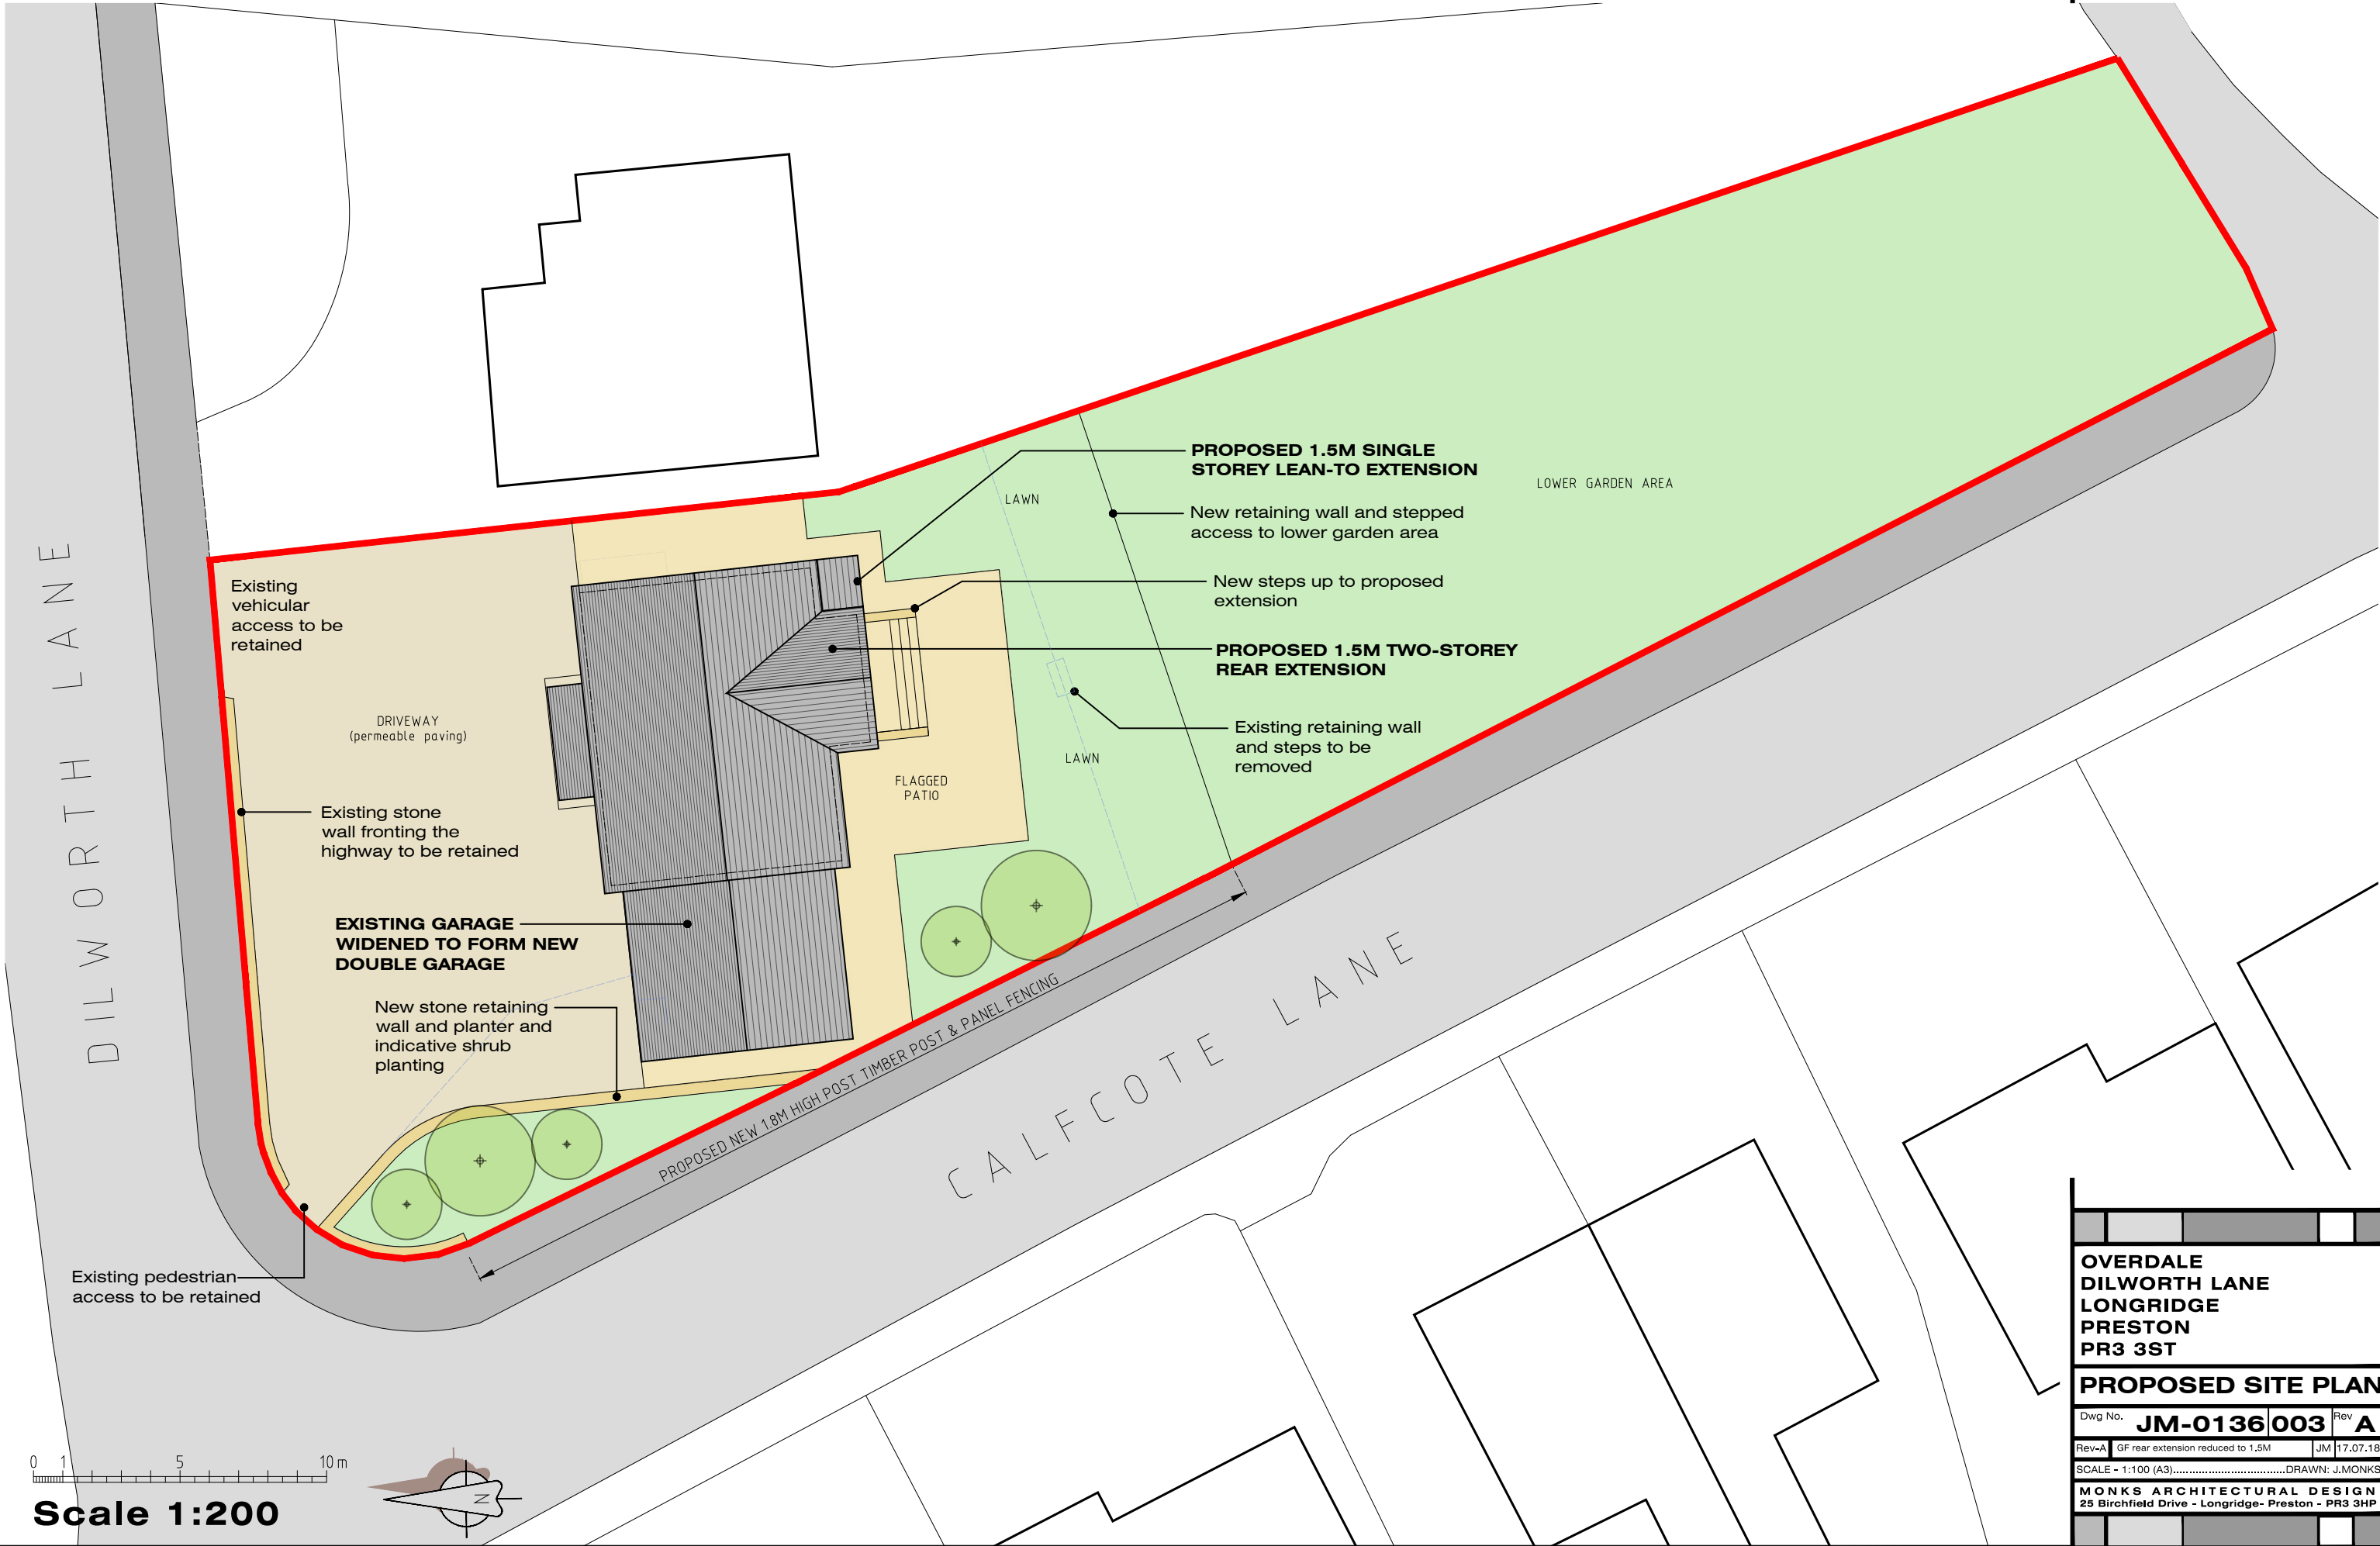 DILWORTH LANE
Existing
vehicular
access to be
retained
DRIVEWAY
(permeable paving)
Existing stone
wall fronting the
highway to be retained
EXISTING GARAGE
WIDENED TO FORM NEW
DOUBLE GARAGE
New stone retaining
wall and planter and
indicative shrub
planting
Existing pedestrian
access to be retained
LAWN
PROPOSED 1.5M SINGLE
STOREY LEAN-TO EXTENSION
New retaining wall and stepped
access to lower garden area
New steps up to proposed
extension
PROPOSED 1.5M TWO-STOREY
REAR EXTENSION
Existing retaining wall
and steps to be
removed
LAWN
FLAGGED
PATIO
LOWER GARDEN AREA
PROPOSED NEW 1.8M HIGH POST TIMBER POST & PANEL FENCING
CALFCOTE LANE
0 1 5 10 m
Scale 1:200
N
OVERDALE
DILWORTH LANE
LONGRIDGE
PRESTON
PR3 3ST
PROPOSED SITE PLAN
Dwg No. JM-0136 003 Rev A
Rev-A GF rear extension reduced to 1.5M JM 17.07.18
SCALE - 1:100 (A3)..................................DRAWN: J.MONKS
MONKS ARCHITECTURAL DESIGN
25 Birchfield Drive - Longridge- Preston - PR3 3HP